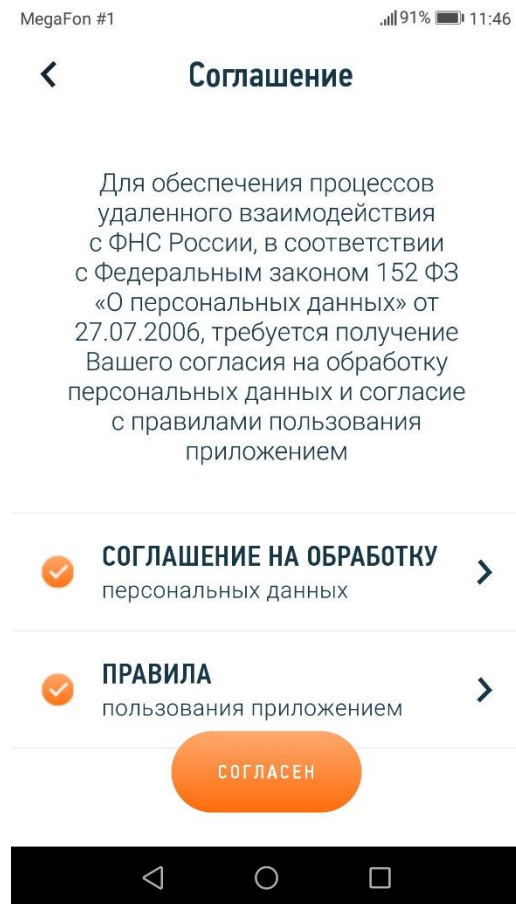 MegaFon #1 91% 11:46
Соглашение
Для обеспечения процессов
удаленного взаимодействия
с ФНС России, в соответствии
с Федеральным законом 152 ФЗ
«О персональных данных» от
27.07.2006, требуется получение
Вашего согласия на обработку
персональных данных и согласие
с правилами пользования
приложением
СОГЛАШЕНИЕ НА ОБРАБОТКУ
персональных данных
ПРАВИЛА
пользования приложением
СОГЛАСЕН